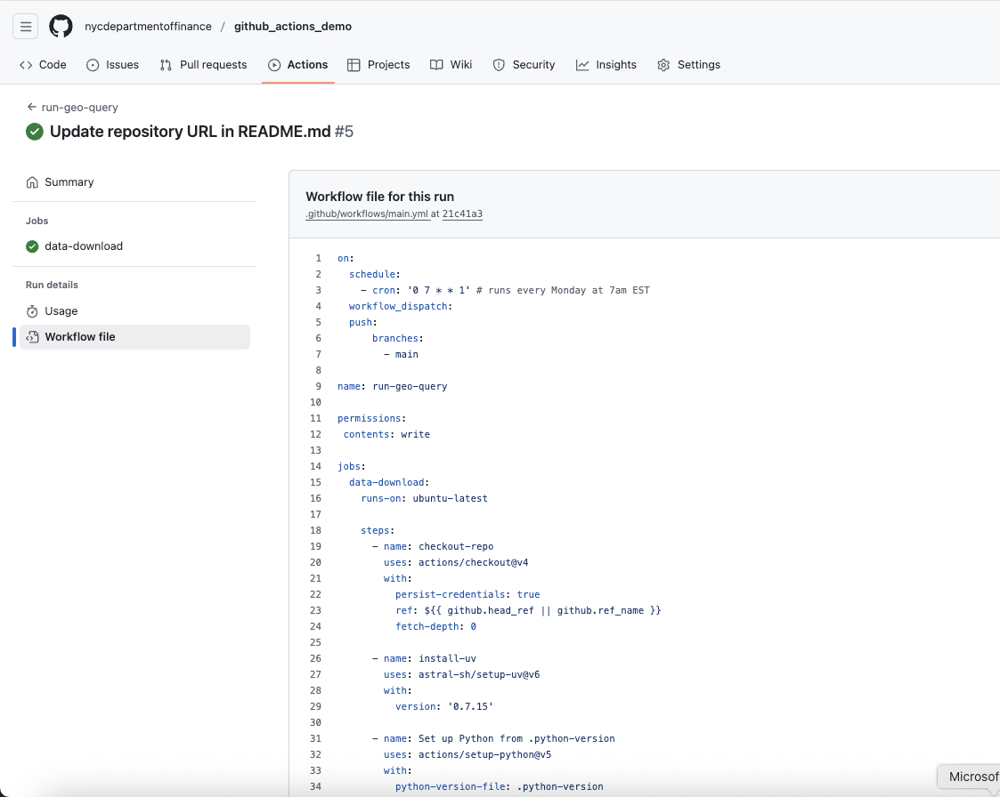 nycdepartmentoffinance / github_actions_demo
Code Issues Pull requests Actions Projects Wiki Security Insights Settings
run-geo-query
Update repository URL in README.md #5
Summary
Jobs
data-download
Run details
Usage
Workflow file
Workflow file for this run
.github/workflows/main.yml at 21c41a3
1 on:
2   schedule:
3     - cron: '0 7 * * 1' # runs every Monday at 7am EST
4   workflow_dispatch:
5   push:
6       branches:
7         - main
8
9 name: run-geo-query
10
11 permissions:
12  contents: write
13
14 jobs:
15   data-download:
16     runs-on: ubuntu-latest
17
18     steps:
19       - name: checkout-repo
20         uses: actions/checkout@v4
21         with:
22           persist-credentials: true
23           ref: ${{ github.head_ref || github.ref_name }}
24           fetch-depth: 0
25
26       - name: install-uv
27         uses: astral-sh/setup-uv@v6
28         with:
29           version: '0.7.15'
30
31       - name: Set up Python from .python-version
32         uses: actions/setup-python@v5
33         with:
34           python-version-file: .python-version
Microsof